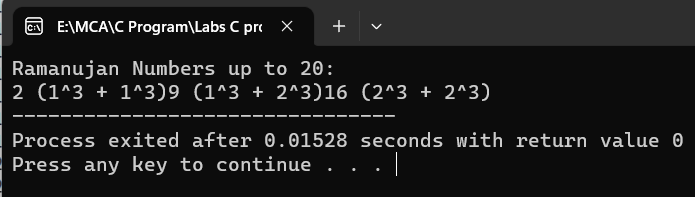 E:\MCA\C Program\Labs C prc
Ramanujan Numbers up to 20:
2 (1^3 + 1^3)9 (1^3 + 2^3)16 (2^3 + 2^3)
--------------------------------
Process exited after 0.01528 seconds with return value 0
Press any key to continue . . .